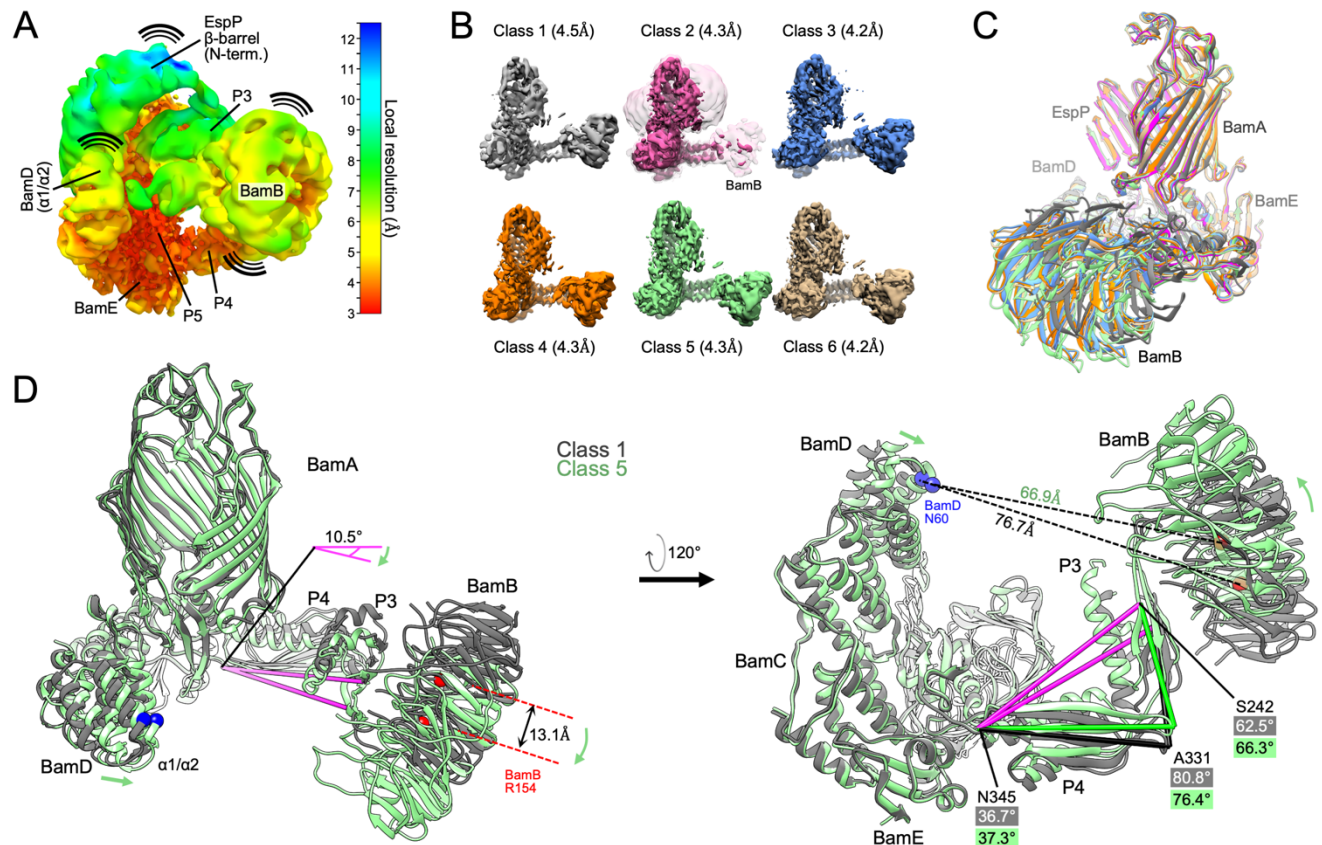 A
EspP
β-barrel
(N-term.)
P3
BamD
(α1/α2)
BamB
BamE
P5
P4
12
11
10
9
8
7
6
5
4
3
Local resolution (Å)
B
Class 1 (4.5Å)
Class 2 (4.3Å)
Class 3 (4.2Å)
BamB
Class 4 (4.3Å)
Class 5 (4.3Å)
Class 6 (4.2Å)
C
EspP
BamA
BamD
BamE
BamB
D
BamA
10.5°
P4
P3
BamB
13.1Å
BamB
R154
BamD
α1/α2
Class 1
Class 5
120°
BamD
BamB
BamD
N60
66.9Å
76.7Å
P3
BamC
S242
62.5°
66.3°
A331
80.8°
76.4°
P4
N345
36.7°
37.3°
BamE